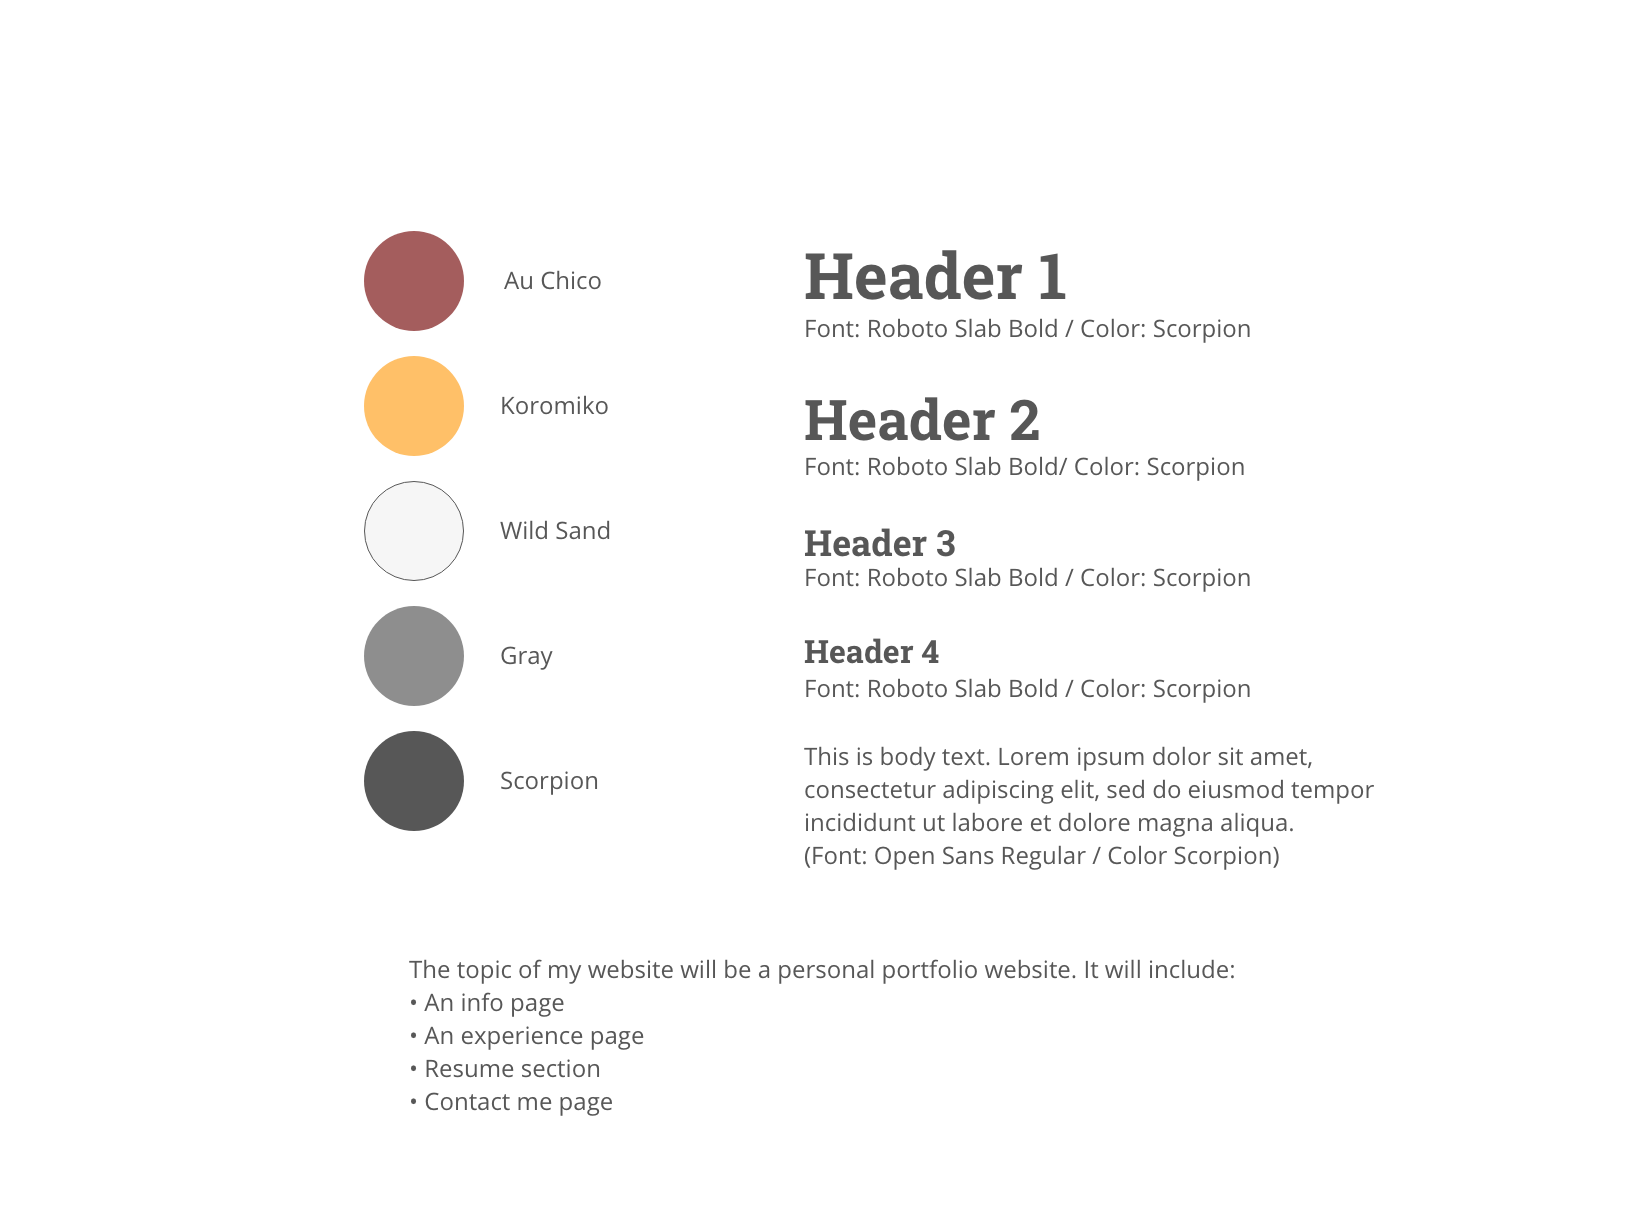 Au Chico
Koromiko
Wild Sand
Gray
Scorpion
Header 1
Font: Roboto Slab Bold / Color: Scorpion
Header 2
Font: Roboto Slab Bold/ Color: Scorpion
Header 3
Font: Roboto Slab Bold / Color: Scorpion
Header 4
Font: Roboto Slab Bold / Color: Scorpion
This is body text. Lorem ipsum dolor sit amet,
consectetur adipiscing elit, sed do eiusmod tempor
incididunt ut labore et dolore magna aliqua.
(Font: Open Sans Regular / Color Scorpion)
The topic of my website will be a personal portfolio website. It will include:
• An info page
• An experience page
• Resume section
• Contact me page